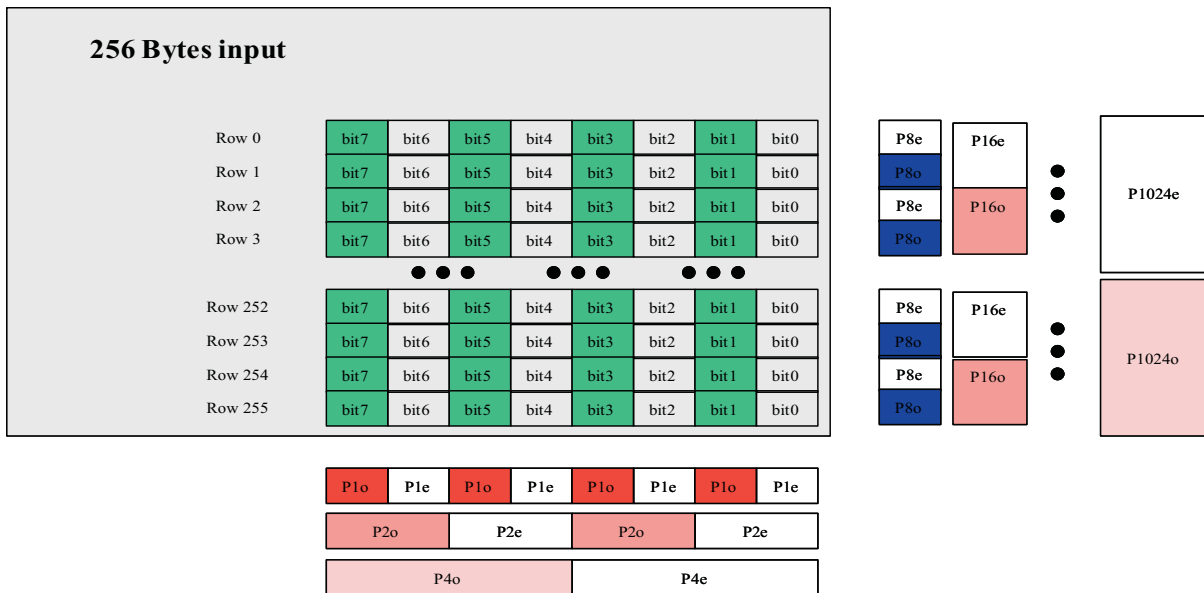 256 Bytes input
Row 0 bit7 bit6 bit5 bit4 bit3 bit2 bit1 bit0 P8e P16e
Row 1 bit7 bit6 bit5 bit4 bit3 bit2 bit1 bit0 P8o
Row 2 bit7 bit6 bit5 bit4 bit3 bit2 bit1 bit0 P8e P16o P1024e
Row 3 bit7 bit6 bit5 bit4 bit3 bit2 bit1 bit0 P8o
Row 252 bit7 bit6 bit5 bit4 bit3 bit2 bit1 bit0 P8e P16e
Row 253 bit7 bit6 bit5 bit4 bit3 bit2 bit1 bit0 P8o
Row 254 bit7 bit6 bit5 bit4 bit3 bit2 bit1 bit0 P8e P16o P1024o
Row 255 bit7 bit6 bit5 bit4 bit3 bit2 bit1 bit0 P8o
P1o P1e P1o P1e P1o P1e P1o P1e
P2o P2e P2o P2e
P4o P4e